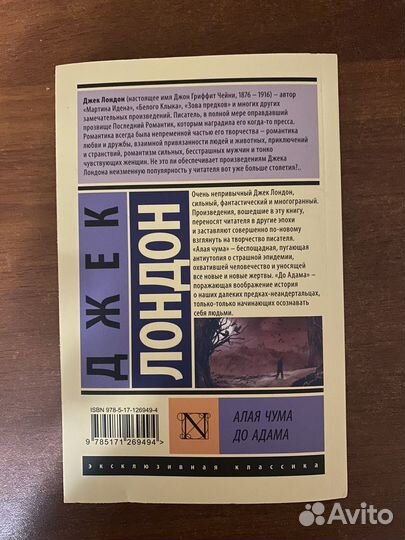 Джек Лондон (настоящее имя Джон Гриффит Чейни, 1876 – 1916) – автор
«Мартина Идена», «Белого Клыка», «Зова предков» и многих других
замечательных произведений. Писатель, в полной мере оправдавший
прозвище Последний Романтик, которым наградила его когда-то пресса.
Романтика всегда была непременной частью его творчества – романтика
любви и дружбы, взаимной привязанности людей и животных, приключений
и странствий, романтизм сильных, бесстрашных мужчин и тонко
чувствующих женщин. Не это ли обеспечивает произведениям Джека
Лондона неизменную популярность у читателя вот уже больше столетия?..
ДЖЕК
ЛОНДОН
Очень непривычный Джек Лондон,
сильный, фантастический и многогранный.
Произведения, вошедшие в эту книгу,
переносят читателя в другие эпохи
и заставляют совершенно по-новому
взглянуть на творчество писателя.
«Алая чума» – беспощадная, пугающая
антиутопия о страшной эпидемии,
охватившей человечество и уносящей
все новые и новые жертвы. «До Адама» –
поражающая воображение история
о наших далеких предках-неандертальцах,
только-только начинающих осознавать
себя людьми.
ISBN 978-5-17-126949-4
9 785171 269494 >
N
АЛАЯ ЧУМА
ДО АДАМА
эксклюзивная классика
Avito